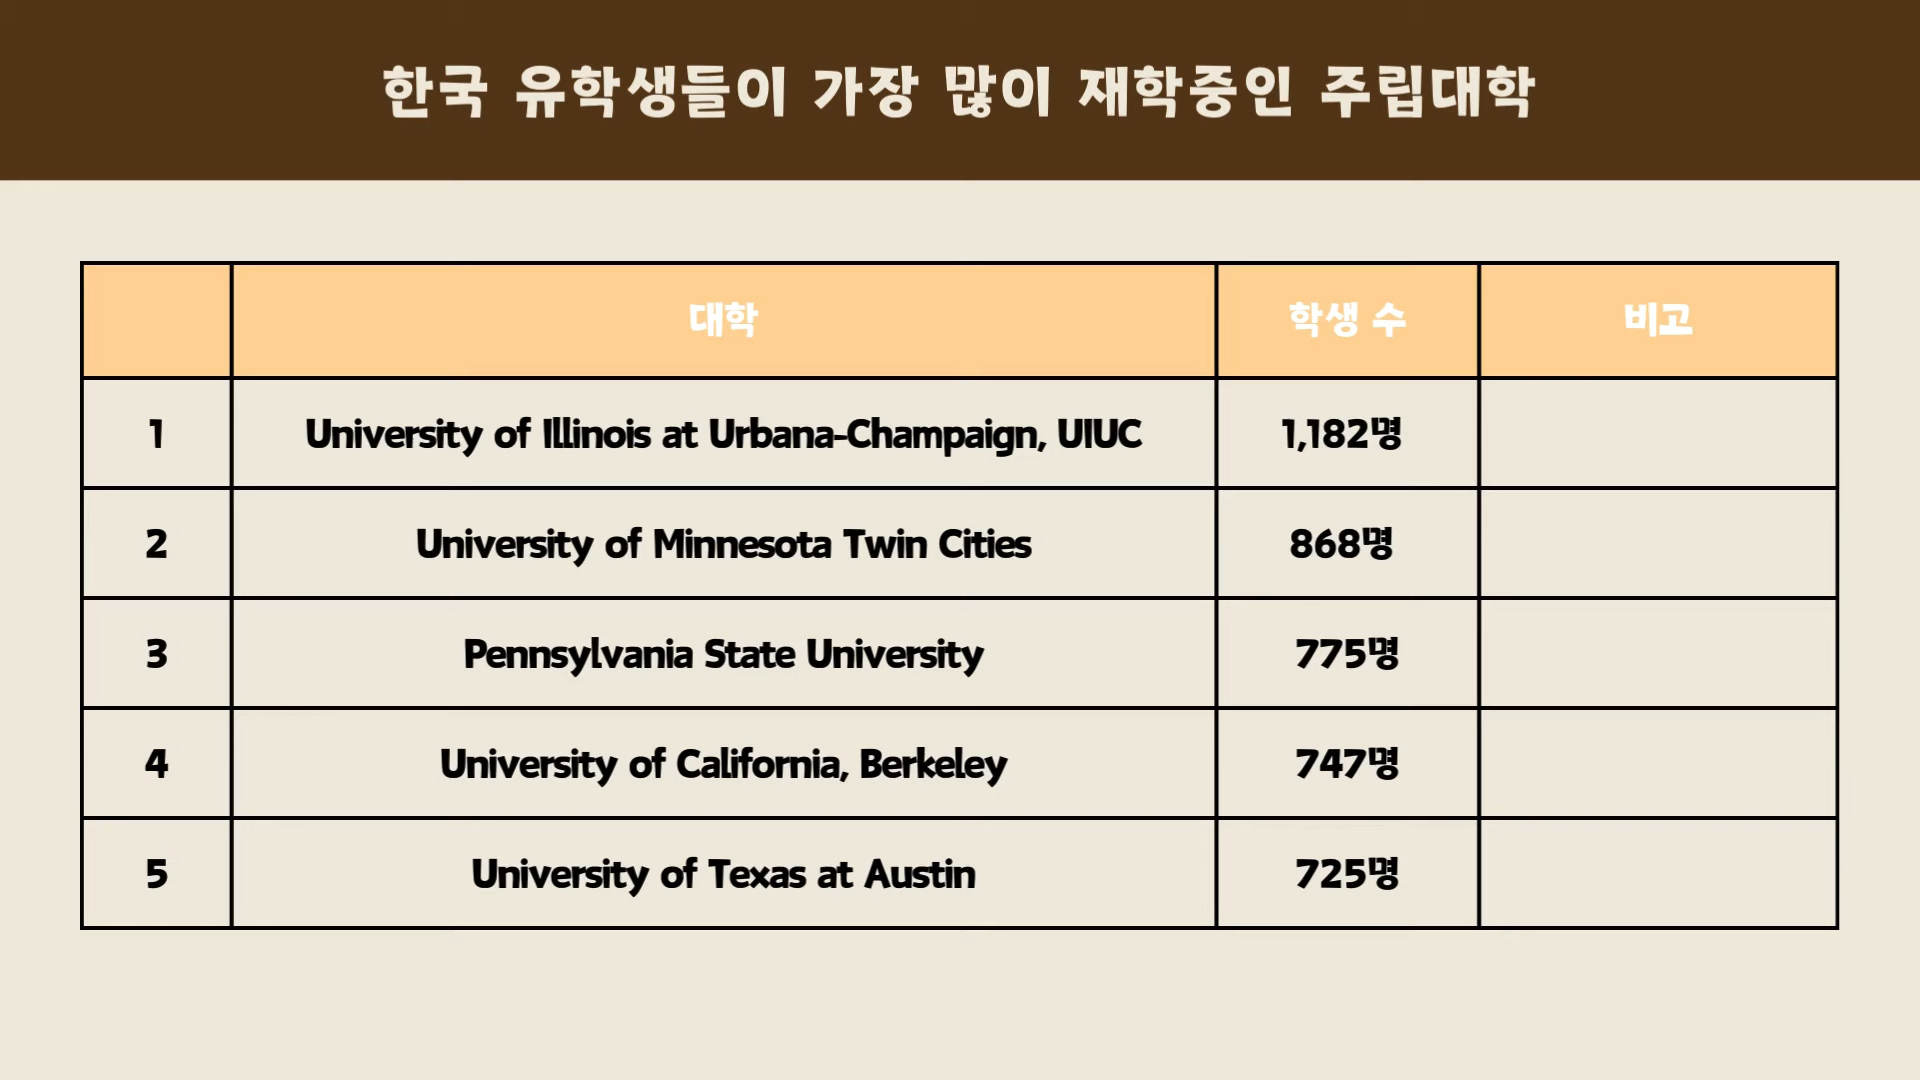 한국 유학생들이 가장 많이 재학중인 주립대학
대학 학생 수 비고
1 University of Illinois at Urbana-Champaign, UIUC 1,182명
2 University of Minnesota Twin Cities 868명
3 Pennsylvania State University 775명
4 University of California, Berkeley 747명
5 University of Texas at Austin 725명